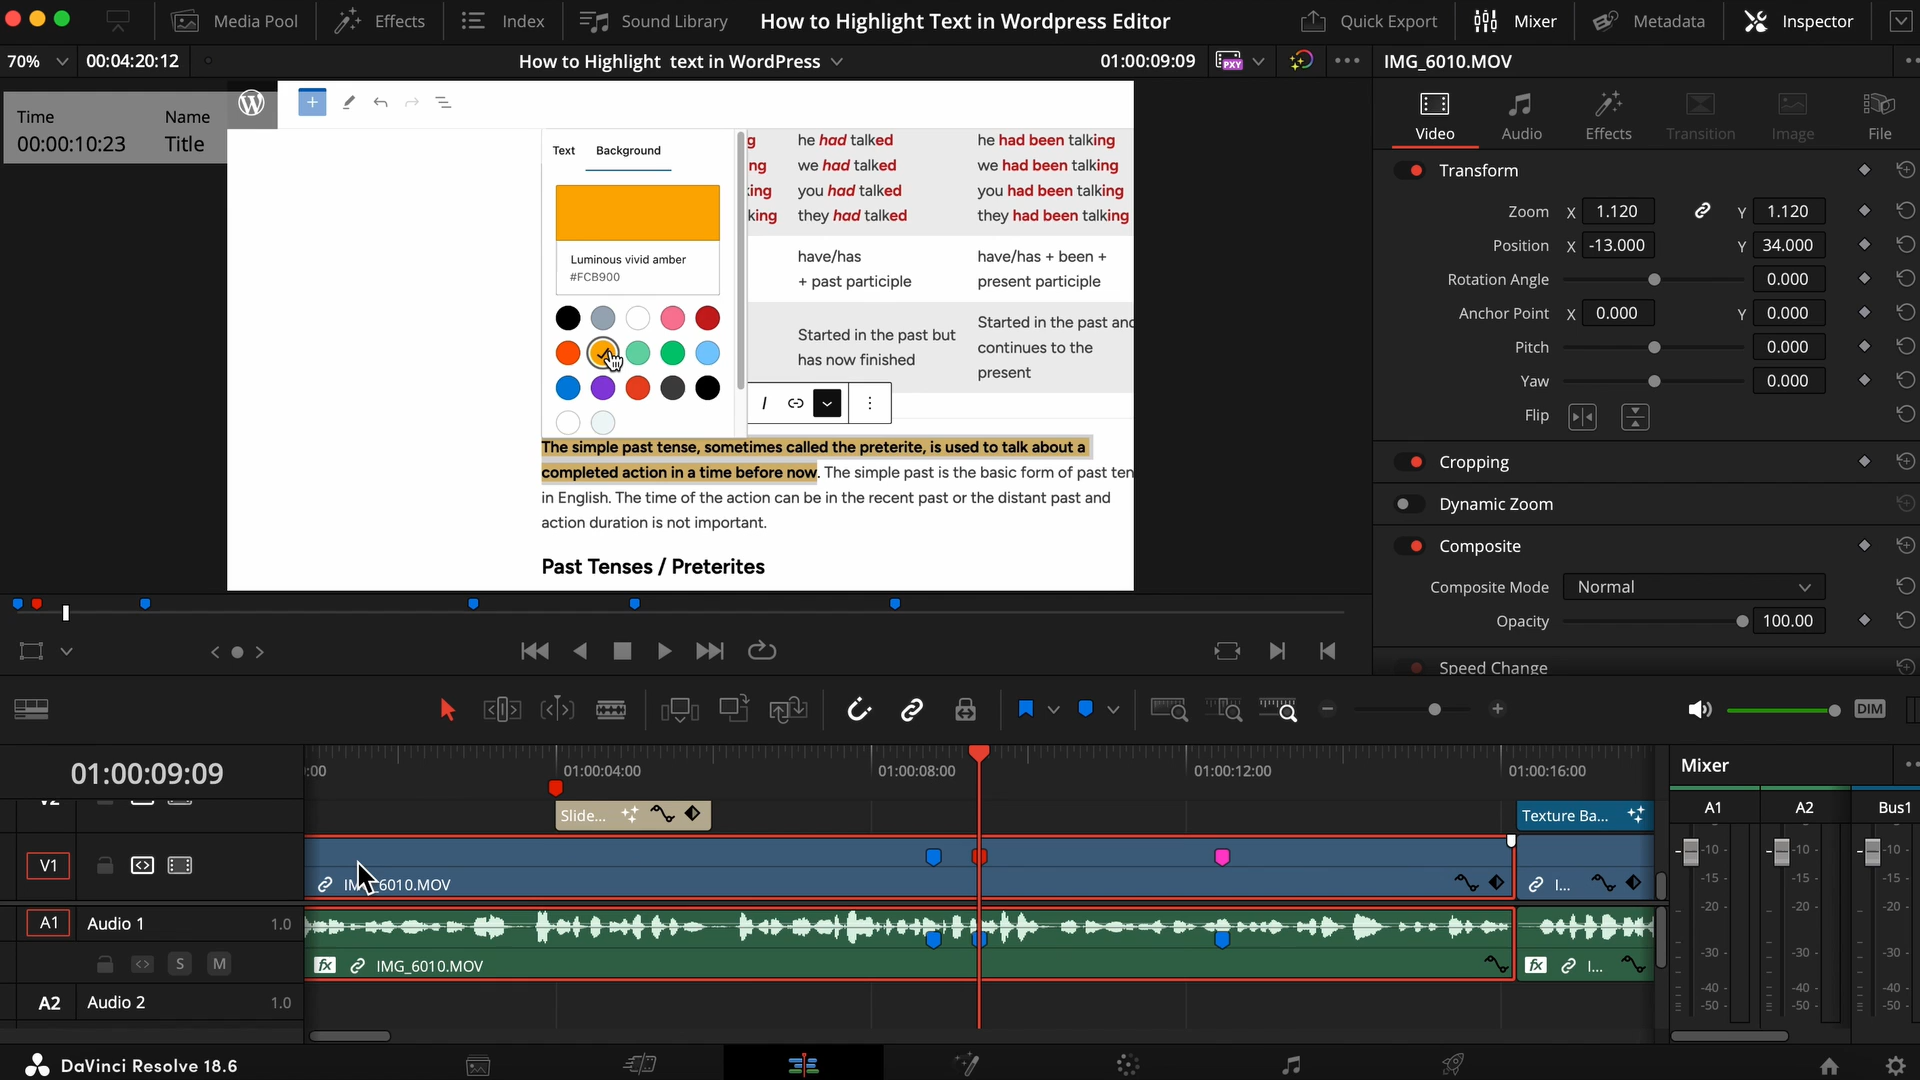 Media Pool Effects Index Sound Library How to Highlight Text in Wordpress Editor Quick Export Mixer Metadata Inspector
70% 00:04:20:12 How to Highlight text in WordPress 01:00:09:09 PXY IMG_6010.MOV
Time Name
00:00:10:23 Title
Video Audio Effects Transition Image File
Text Background
Luminous vivid amber
#FCB900
g he had talked he had been talking
ng we had talked we had been talking
ing you had talked you had been talking
king they had talked they had been talking
have/has have/has + been +
+ past participle present participle
Started in the past but
has now finished
Started in the past and
continues to the
present
I
The simple past tense, sometimes called the preterite, is used to talk about a
completed action in a time before now. The simple past is the basic form of past ten
in English. The time of the action can be in the recent past or the distant past and
action duration is not important.
Past Tenses / Preterites
Transform
Zoom X 1.120 Y 1.120
Position X -13.000 Y 34.000
Rotation Angle 0.000
Anchor Point X 0.000 Y 0.000
Pitch 0.000
Yaw 0.000
Flip
Cropping
Dynamic Zoom
Composite
Composite Mode Normal
Opacity 100.00
Speed Change
DIM
01:00:09:09 :00 01:00:04:00 01:00:08:00 01:00:12:00 01:00:16:00
Mixer
A1 A2 Bus1
V2 Slide... Texture Ba...
V1 IMG_6010.MOV I...
A1 Audio 1 1.0
S M fx IMG_6010.MOV fx I...
A2 Audio 2 1.0
-10 -10 -10
-15 -15 -15
-20 -20 -20
-30 -30 -30
-40 -40 -40
-50 -50 -50
DaVinci Resolve 18.6